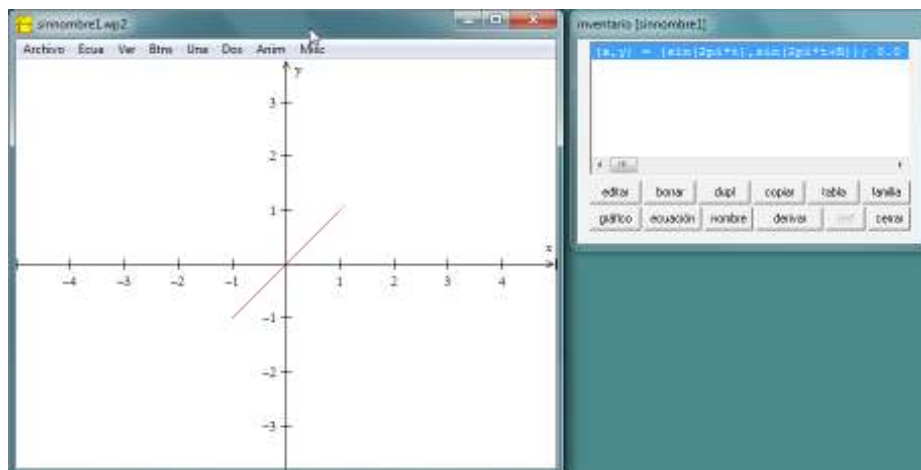 sinnombre1.wp2
Archivo Ecua Ver Btns Una Dos Anim Misc
y
3
2
1
x
-4 -3 -2 -1 1 2 3 4
-1
-2
-3
inventario [sinnombre1]
(x,y) = (sin(2pi*t),sin(2pi*t+B)); 0.0
editar borrar dupl copiar tabla familia
gráfico ecuación nombre derivar cerrar